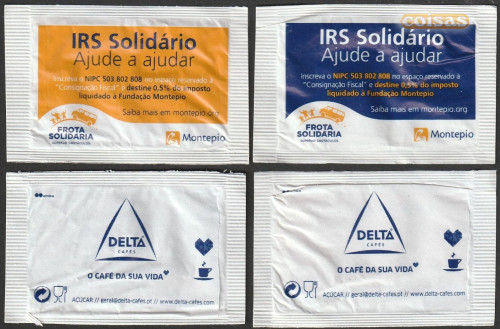 IRS Solidário
Ajude a ajudar
Inscreva o NIPC 503 802 808 no espaço reservado à
"Consignação Fiscal" e destine 0,5% do imposto
liquidado à Fundação Montepio
Saiba mais em montepio.org
FROTA
SOLIDÁRIA
Montepio
coisas
IRS Solidário
Ajude a ajudar
Inscreva o NIPC 503 802 808 no espaço reservado à
"Consignação Fiscal" e destine 0,5% do imposto
liquidado à Fundação Montepio
Saiba mais em montepio.org
FROTA
SOLIDÁRIA
Montepio
DELTA
CAFÉS
O CAFÉ DA SUA VIDA
AÇÚCAR // geral@delta-cafes.pt // www.delta-cafes.com
DELTA
CAFÉS
O CAFÉ DA SUA VIDA
AÇÚCAR // geral@delta-cafes.pt // www.delta-cafes.com